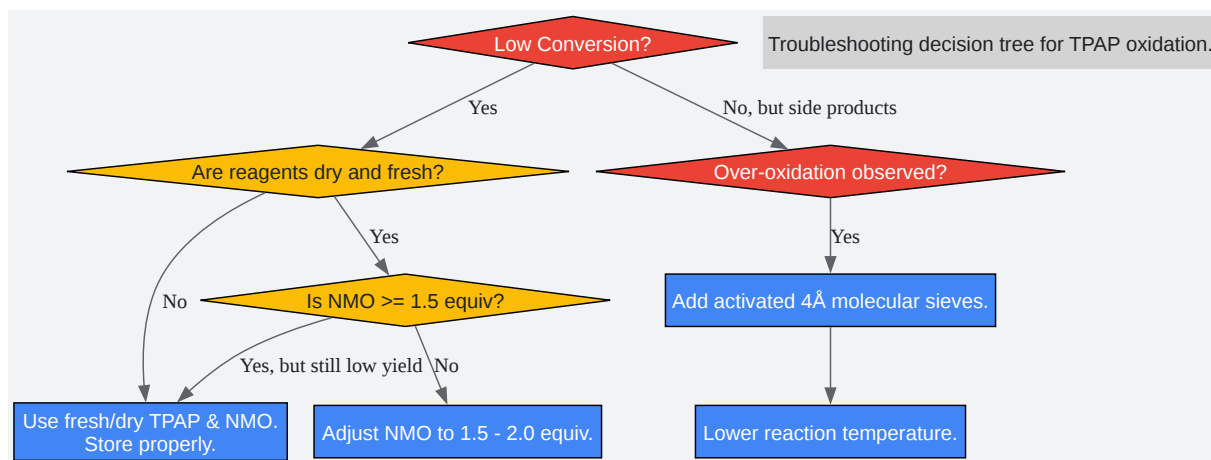 Low Conversion?
Troubleshooting decision tree for TPAP oxidation.
Yes
No, but side products
Are reagents dry and fresh?
Over-oxidation observed?
Yes
Yes
No
Is NMO >= 1.5 equiv?
Add activated 4Å molecular sieves.
Yes, but still low yield
No
Use fresh/dry TPAP & NMO.
Store properly.
Adjust NMO to 1.5 - 2.0 equiv.
Lower reaction temperature.